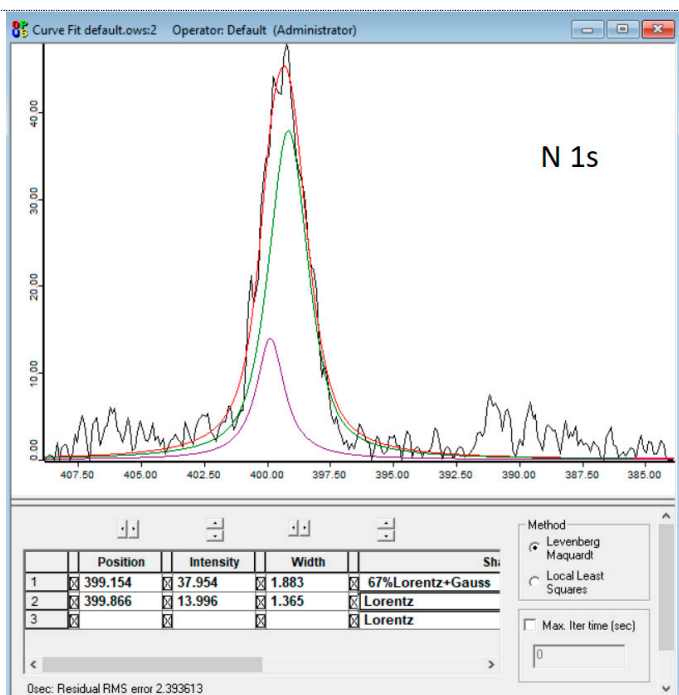 Curve Fit default.ows:2 Operator: Default (Administrator)
N 1s
40.00
30.00
20.00
10.00
0.00
407.50 405.00 402.50 400.00 397.50 395.00 392.50 390.00 387.50 385.00
Position Intensity Width Sha
1 399.154 37.954 1.883 67%Lorentz+Gauss
2 399.866 13.996 1.365 Lorentz
3 Lorentz
Method
Levenberg
Maquardt
Local Least
Squares
Max. Iter time (sec)
0
0sec: Residual RMS error 2.393613